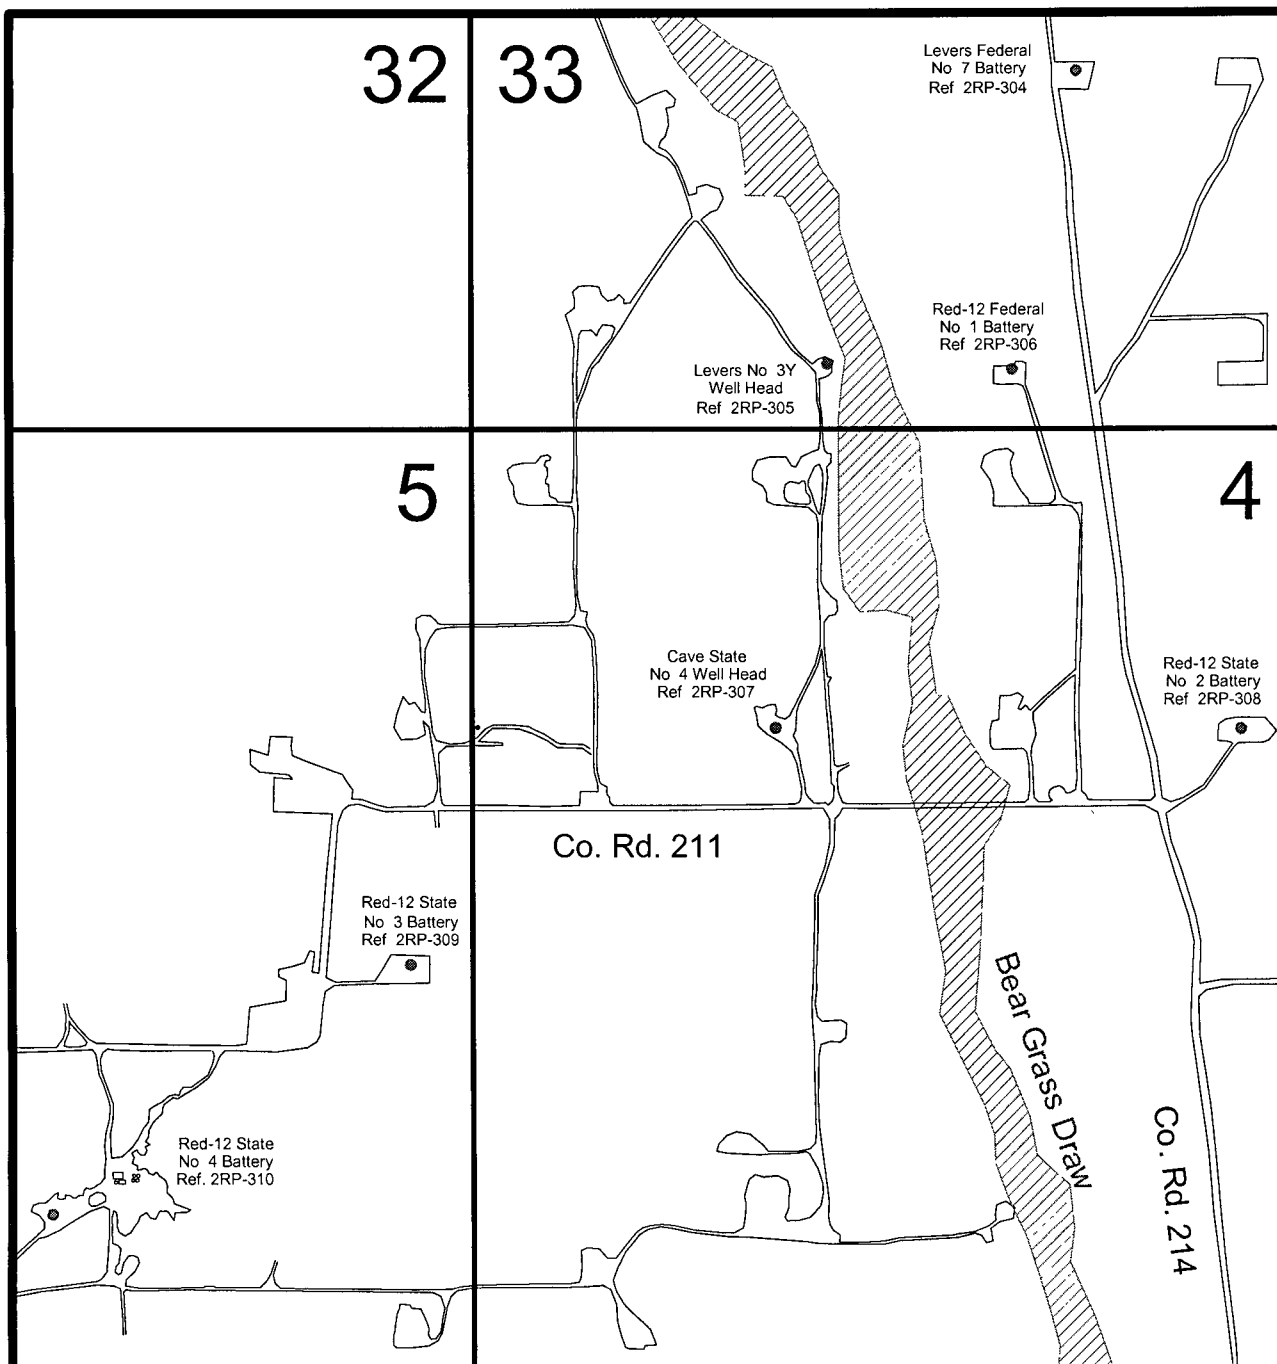 32
33
Levers Federal
No 7 Battery
Ref 2RP-304
Red-12 Federal
No 1 Battery
Ref 2RP-306
Levers No 3Y
Well Head
Ref 2RP-305
5
4
Cave State
No 4 Well Head
Ref 2RP-307
Red-12 State
No 2 Battery
Ref 2RP-308
Co. Rd. 211
Red-12 State
No 3 Battery
Ref 2RP-309
Bear Grass Draw
Co. Rd. 214
Red-12 State
No 4 Battery
Ref. 2RP-310